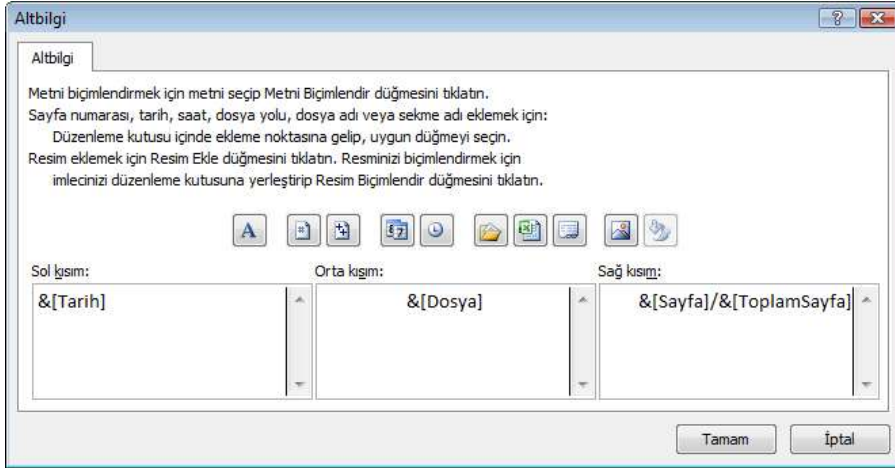 Altbilgi
Altbilgi
Metni biçimlendirmek için metni seçip Metni Biçimlendir düğmesini tıklatın.
Sayfa numarası, tarih, saat, dosya yolu, dosya adı veya sekme adı eklemek için:
Düzenleme kutusu içinde ekleme noktasına gelip, uygun düğmeyi seçin.
Resim eklemek için Resim Ekle düğmesini tıklatın. Resminizi biçimlendirmek için
imlecinizi düzenleme kutusuna yerleştirip Resim Biçimlendir düğmesini tıklatın.
A
Sol kısım: Orta kısım: Sağ kısım:
&[Tarih] &[Dosya] &[Sayfa]/&[ToplamSayfa]
Tamam İptal